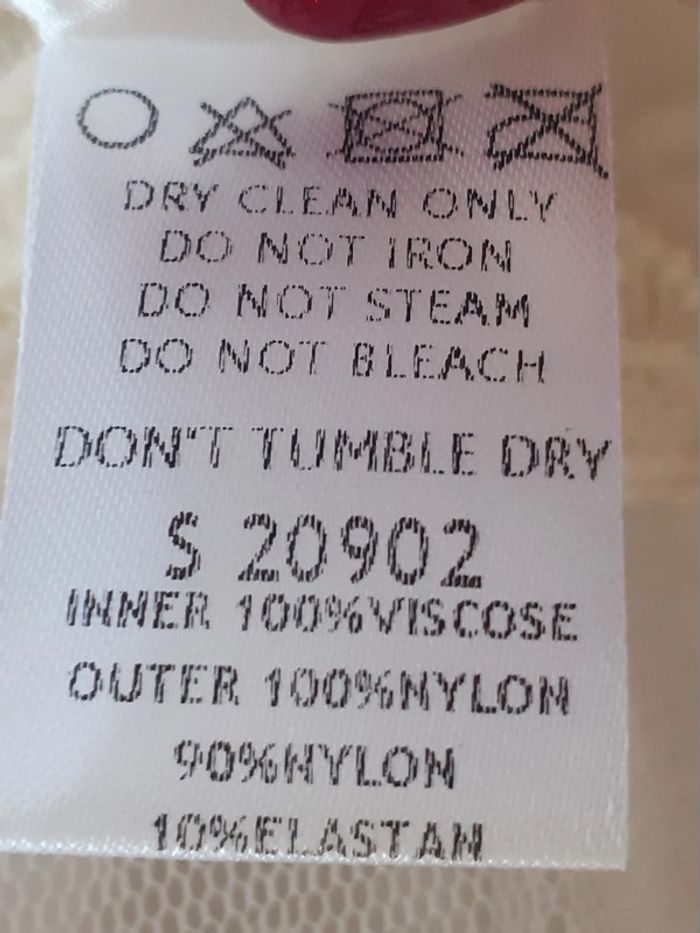 DRY CLEAN ONLY
DO NOT IRON
DO NOT STEAM
DO NOT BLEACH
DON'T TUMBLE DRY
S 20902
INNER 100%VISCOSE
OUTER 100%NYLON
90%NYLON
10%ELASTAN